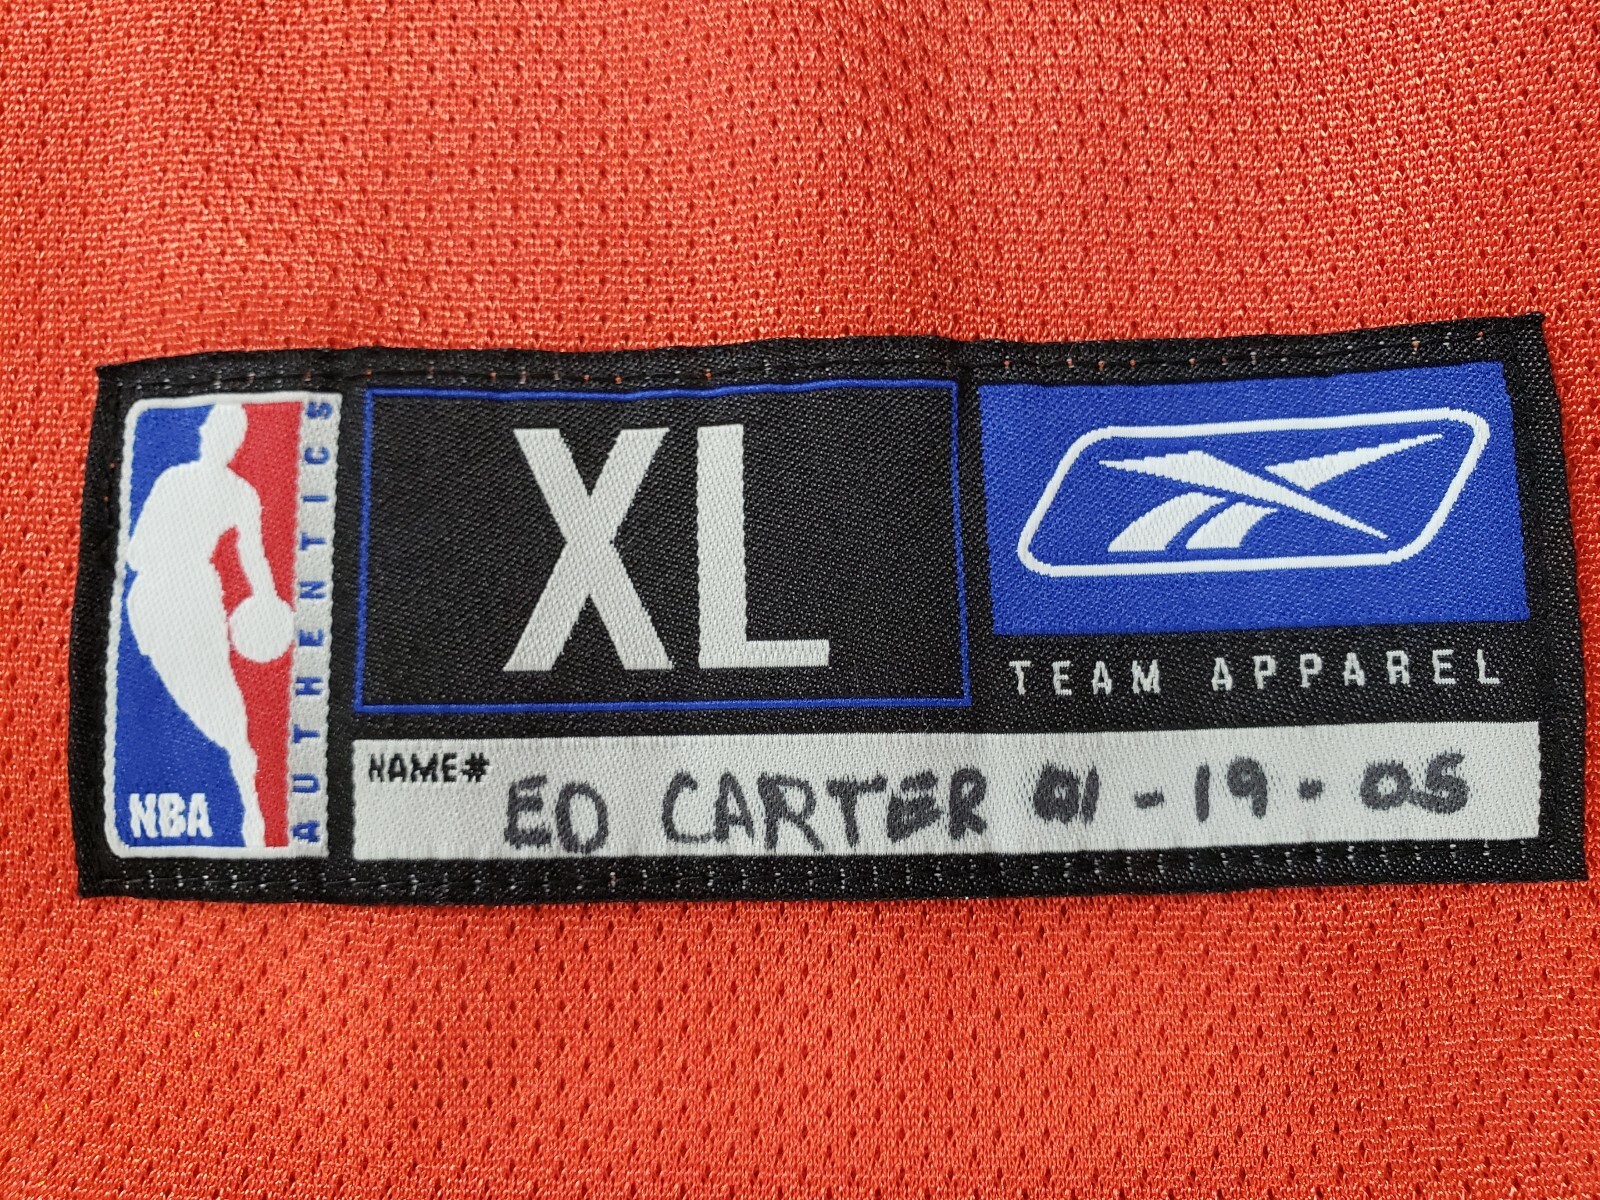 NBA
AUTHENTICS
XL
TEAM APPAREL
NAME# ED CARTER 01-19-05